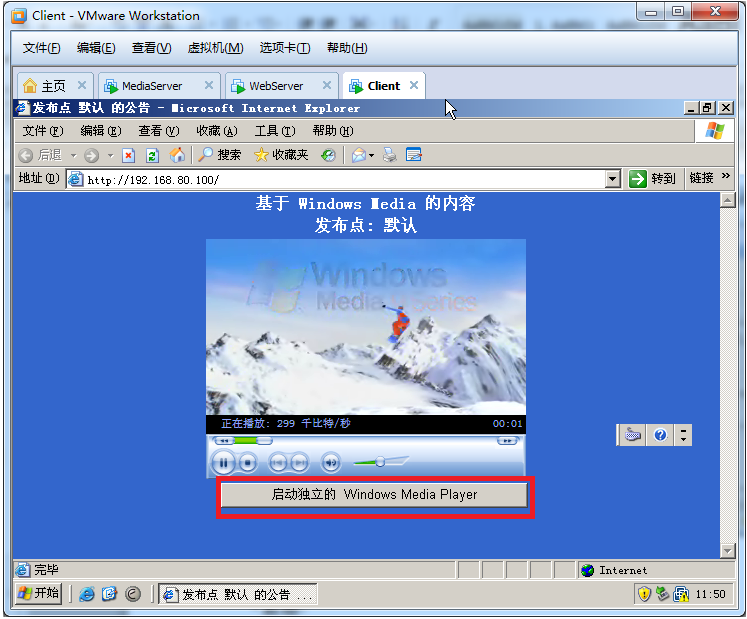 Client - VMware Workstation
文件(F) 编辑(E) 查看(V) 虚拟机(M) 选项卡(T) 帮助(H)
主页 MediaServer WebServer Client
发布点 默认 的公告 - Microsoft Internet Explorer
文件(F) 编辑(E) 查看(V) 收藏(A) 工具(T) 帮助(H)
后退 搜索 收藏夹
地址(D) http://192.168.80.100/ 转到 链接 »
基于 Windows Media 的内容
发布点: 默认
Windows
Media Series
正在播放: 299 千比特/秒 00:01
启动独立的 Windows Media Player
完毕 Internet
开始 发布点 默认 的公告 ... 11:50